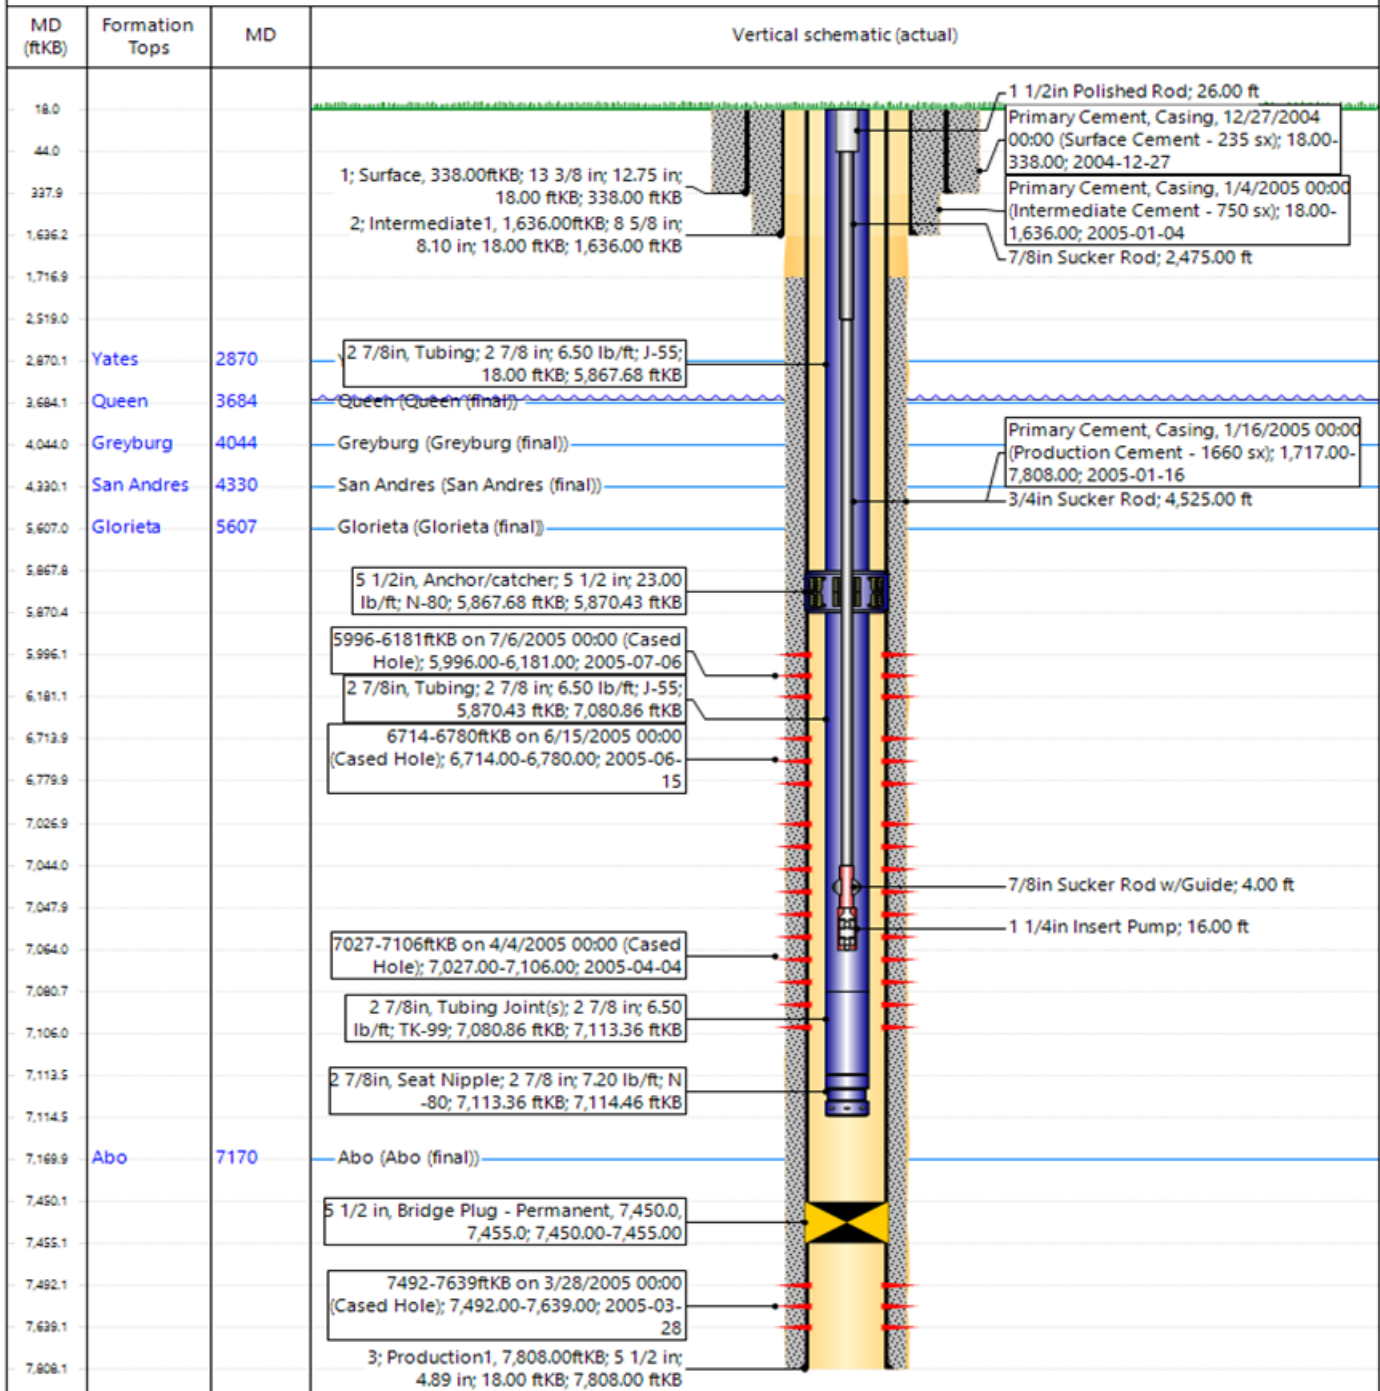 MD (ftKB)
Formation Tops
MD
Vertical schematic (actual)
18.0
44.0
337.9
1,636.2
1,716.9
2,519.0
2,870.1
Yates
2870
3,684.1
Queen
3684
4,044.0
Greyburg
4044
4,330.1
San Andres
4330
5,607.0
Glorieta
5607
5,867.8
5,870.4
5,996.1
6,181.1
6,713.9
6,779.9
7,026.9
7,044.0
7,047.9
7,064.0
7,080.7
7,106.0
7,113.5
7,114.5
7,169.9
Abo
7170
7,450.1
7,455.1
7,492.1
7,639.1
7,808.1
1; Surface, 338.00ftKB; 13 3/8 in; 12.75 in;
18.00 ftKB; 338.00 ftKB
2; Intermediate1, 1,636.00ftKB; 8 5/8 in;
8.10 in; 18.00 ftKB; 1,636.00 ftKB
2 7/8in, Tubing; 2 7/8 in; 6.50 lb/ft; J-55;
18.00 ftKB; 5,867.68 ftKB
Queen (Queen (final))
Greyburg (Greyburg (final))
San Andres (San Andres (final))
Glorieta (Glorieta (final))
5 1/2in, Anchor/catcher; 5 1/2 in; 23.00
lb/ft; N-80; 5,867.68 ftKB; 5,870.43 ftKB
5996-6181ftKB on 7/6/2005 00:00 (Cased
Hole); 5,996.00-6,181.00; 2005-07-06
2 7/8in, Tubing; 2 7/8 in; 6.50 lb/ft; J-55;
5,870.43 ftKB; 7,080.86 ftKB
6714-6780ftKB on 6/15/2005 00:00
(Cased Hole); 6,714.00-6,780.00; 2005-06-
15
7027-7106ftKB on 4/4/2005 00:00 (Cased
Hole); 7,027.00-7,106.00; 2005-04-04
2 7/8in, Tubing Joint(s); 2 7/8 in; 6.50
lb/ft; TK-99; 7,080.86 ftKB; 7,113.36 ftKB
2 7/8in, Seat Nipple; 2 7/8 in; 7.20 lb/ft; N
-80; 7,113.36 ftKB; 7,114.46 ftKB
Abo (Abo (final))
5 1/2 in, Bridge Plug - Permanent, 7,450.0,
7,455.0; 7,450.00-7,455.00
7492-7639ftKB on 3/28/2005 00:00
(Cased Hole); 7,492.00-7,639.00; 2005-03-
28
3; Production1, 7,808.00ftKB; 5 1/2 in;
4.89 in; 18.00 ftKB; 7,808.00 ftKB
1 1/2in Polished Rod; 26.00 ft
Primary Cement, Casing, 12/27/2004
00:00 (Surface Cement - 235 sx); 18.00-
338.00; 2004-12-27
Primary Cement, Casing, 1/4/2005 00:00
(Intermediate Cement - 750 sx); 18.00-
1,636.00; 2005-01-04
7/8in Sucker Rod; 2,475.00 ft
Primary Cement, Casing, 1/16/2005 00:00
(Production Cement - 1660 sx); 1,717.00-
7,808.00; 2005-01-16
3/4in Sucker Rod; 4,525.00 ft
7/8in Sucker Rod w/Guide; 4.00 ft
1 1/4in Insert Pump; 16.00 ft